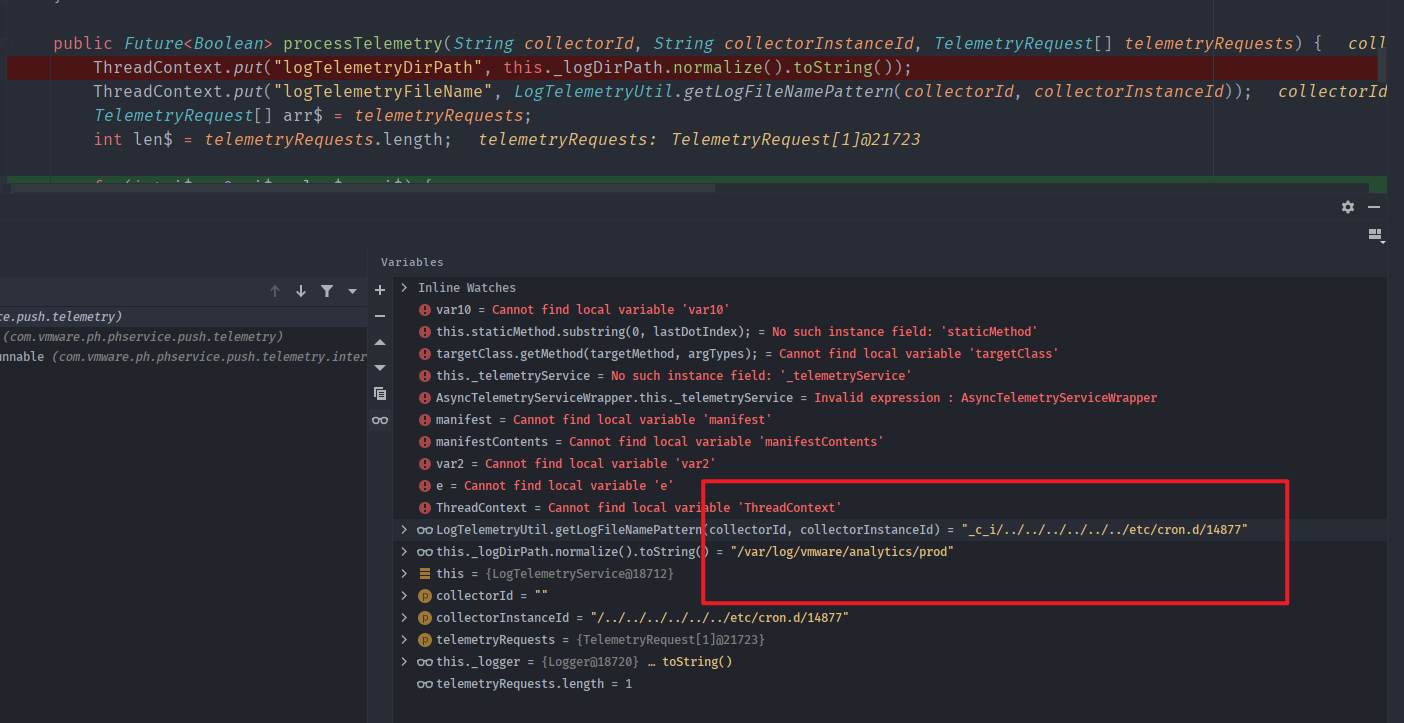 public Future<Boolean> processTelemetry(String collectorId, String collectorInstanceId, TelemetryRequest[] telemetryRequests) { coll
ThreadContext.put("logTelemetryDirPath", this._logDirPath.normalize().toString());
ThreadContext.put("logTelemetryFileName", LogTelemetryUtil.getLogFileNamePattern(collectorId, collectorInstanceId)); collectorId
TelemetryRequest[] arr$ = telemetryRequests;
int len$ = telemetryRequests.length; telemetryRequests: TelemetryRequest[1]@21723
Variables
Inline Watches
var10 = Cannot find local variable 'var10'
ce.push.telemetry)
this.staticMethod.substring(0, lastDotIndex); = No such instance field: 'staticMethod'
(com.vmware.ph.phservice.push.telemetry)
targetClass.getMethod(targetMethod, argTypes); = Cannot find local variable 'targetClass'
unnable (com.vmware.ph.phservice.push.telemetry.inter
this._telemetryService = No such instance field: '_telemetryService'
AsyncTelemetryServiceWrapper.this._telemetryService = Invalid expression : AsyncTelemetryServiceWrapper
manifest = Cannot find local variable 'manifest'
manifestContents = Cannot find local variable 'manifestContents'
var2 = Cannot find local variable 'var2'
e = Cannot find local variable 'e'
ThreadContext = Cannot find local variable 'ThreadContext'
LogTelemetryUtil.getLogFileNamePattern(collectorId, collectorInstanceId) = "_c_i/../../../../../../etc/cron.d/14877"
this._logDirPath.normalize().toString() = "/var/log/vmware/analytics/prod"
this = {LogTelemetryService@18712}
collectorId = ""
collectorInstanceId = "/../../../../../../etc/cron.d/14877"
telemetryRequests = {TelemetryRequest[1]@21723}
this._logger = {Logger@18720} … toString()
telemetryRequests.length = 1